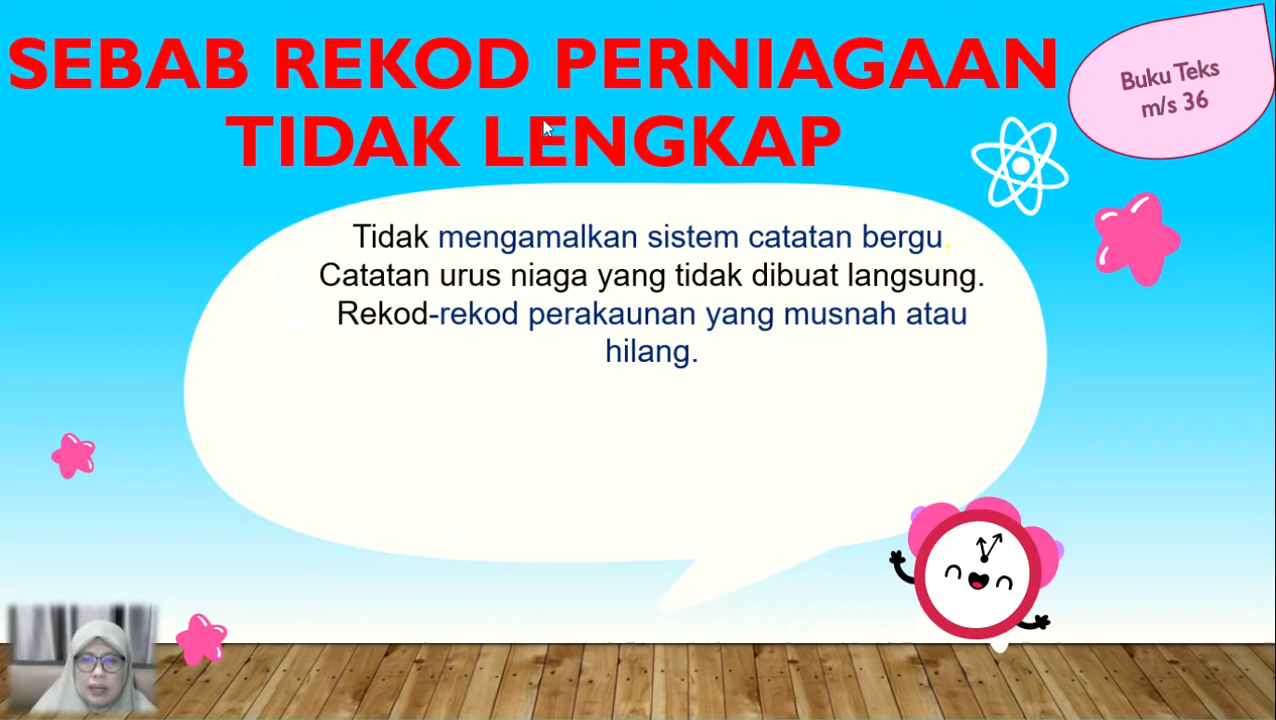 SEBAB REKOD PERNIAGAAN
TIDAK LENGKAP
Buku Teks
m/s 36
Tidak mengamalkan sistem catatan bergu.
Catatan urus niaga yang tidak dibuat langsung.
Rekod-rekod perakaunan yang musnah atau
hilang.